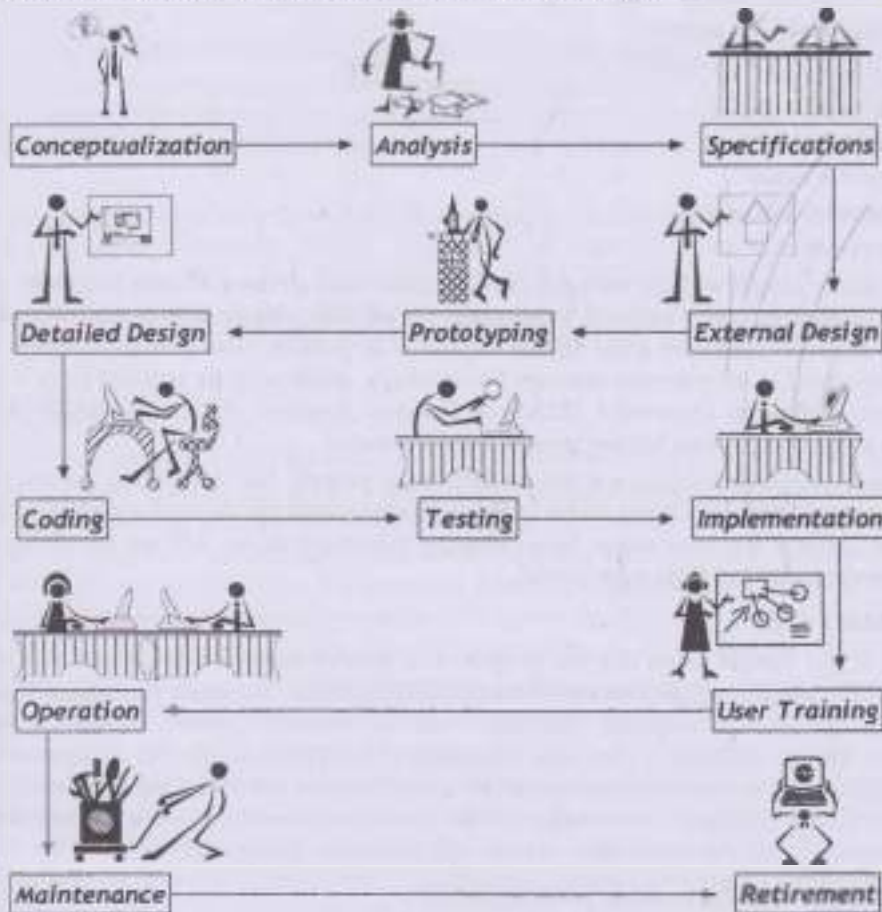 Conceptualization Analysis Specifications
Detailed Design Prototyping External Design
Coding Testing Implementation
Operation User Training
Maintenance Retirement